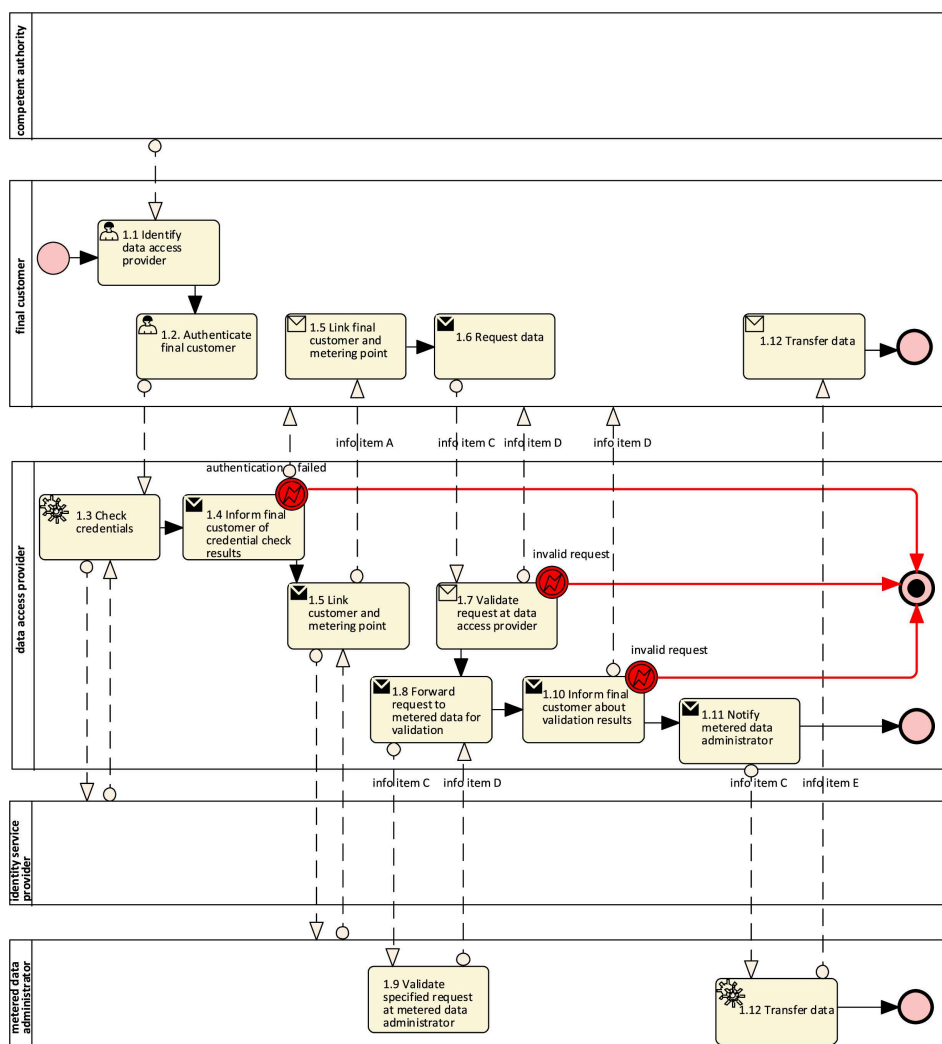 competent authority
final customer
1.1 Identify
data access
provider
1.2. Authenticate
final customer
1.5 Link final
customer and
metering point
1.6 Request data
1.12 Transfer data
info item A
info item C
info item D
info item D
data access provider
authentication failed
1.3 Check
credentials
1.4 Inform final
customer of
credential check
results
invalid request
1.5 Link
customer and
metering point
1.7 Validate
request at data
access provider
invalid request
1.8 Forward
request to
metered data for
validation
1.10 Inform final
customer about
validation results
1.11 Notify
metered data
administrator
info item C
info item D
info item C
info item E
identity service
provider
metered data
administrator
1.9 Validate
specified request
at metered data
administrator
1.12 Transfer data